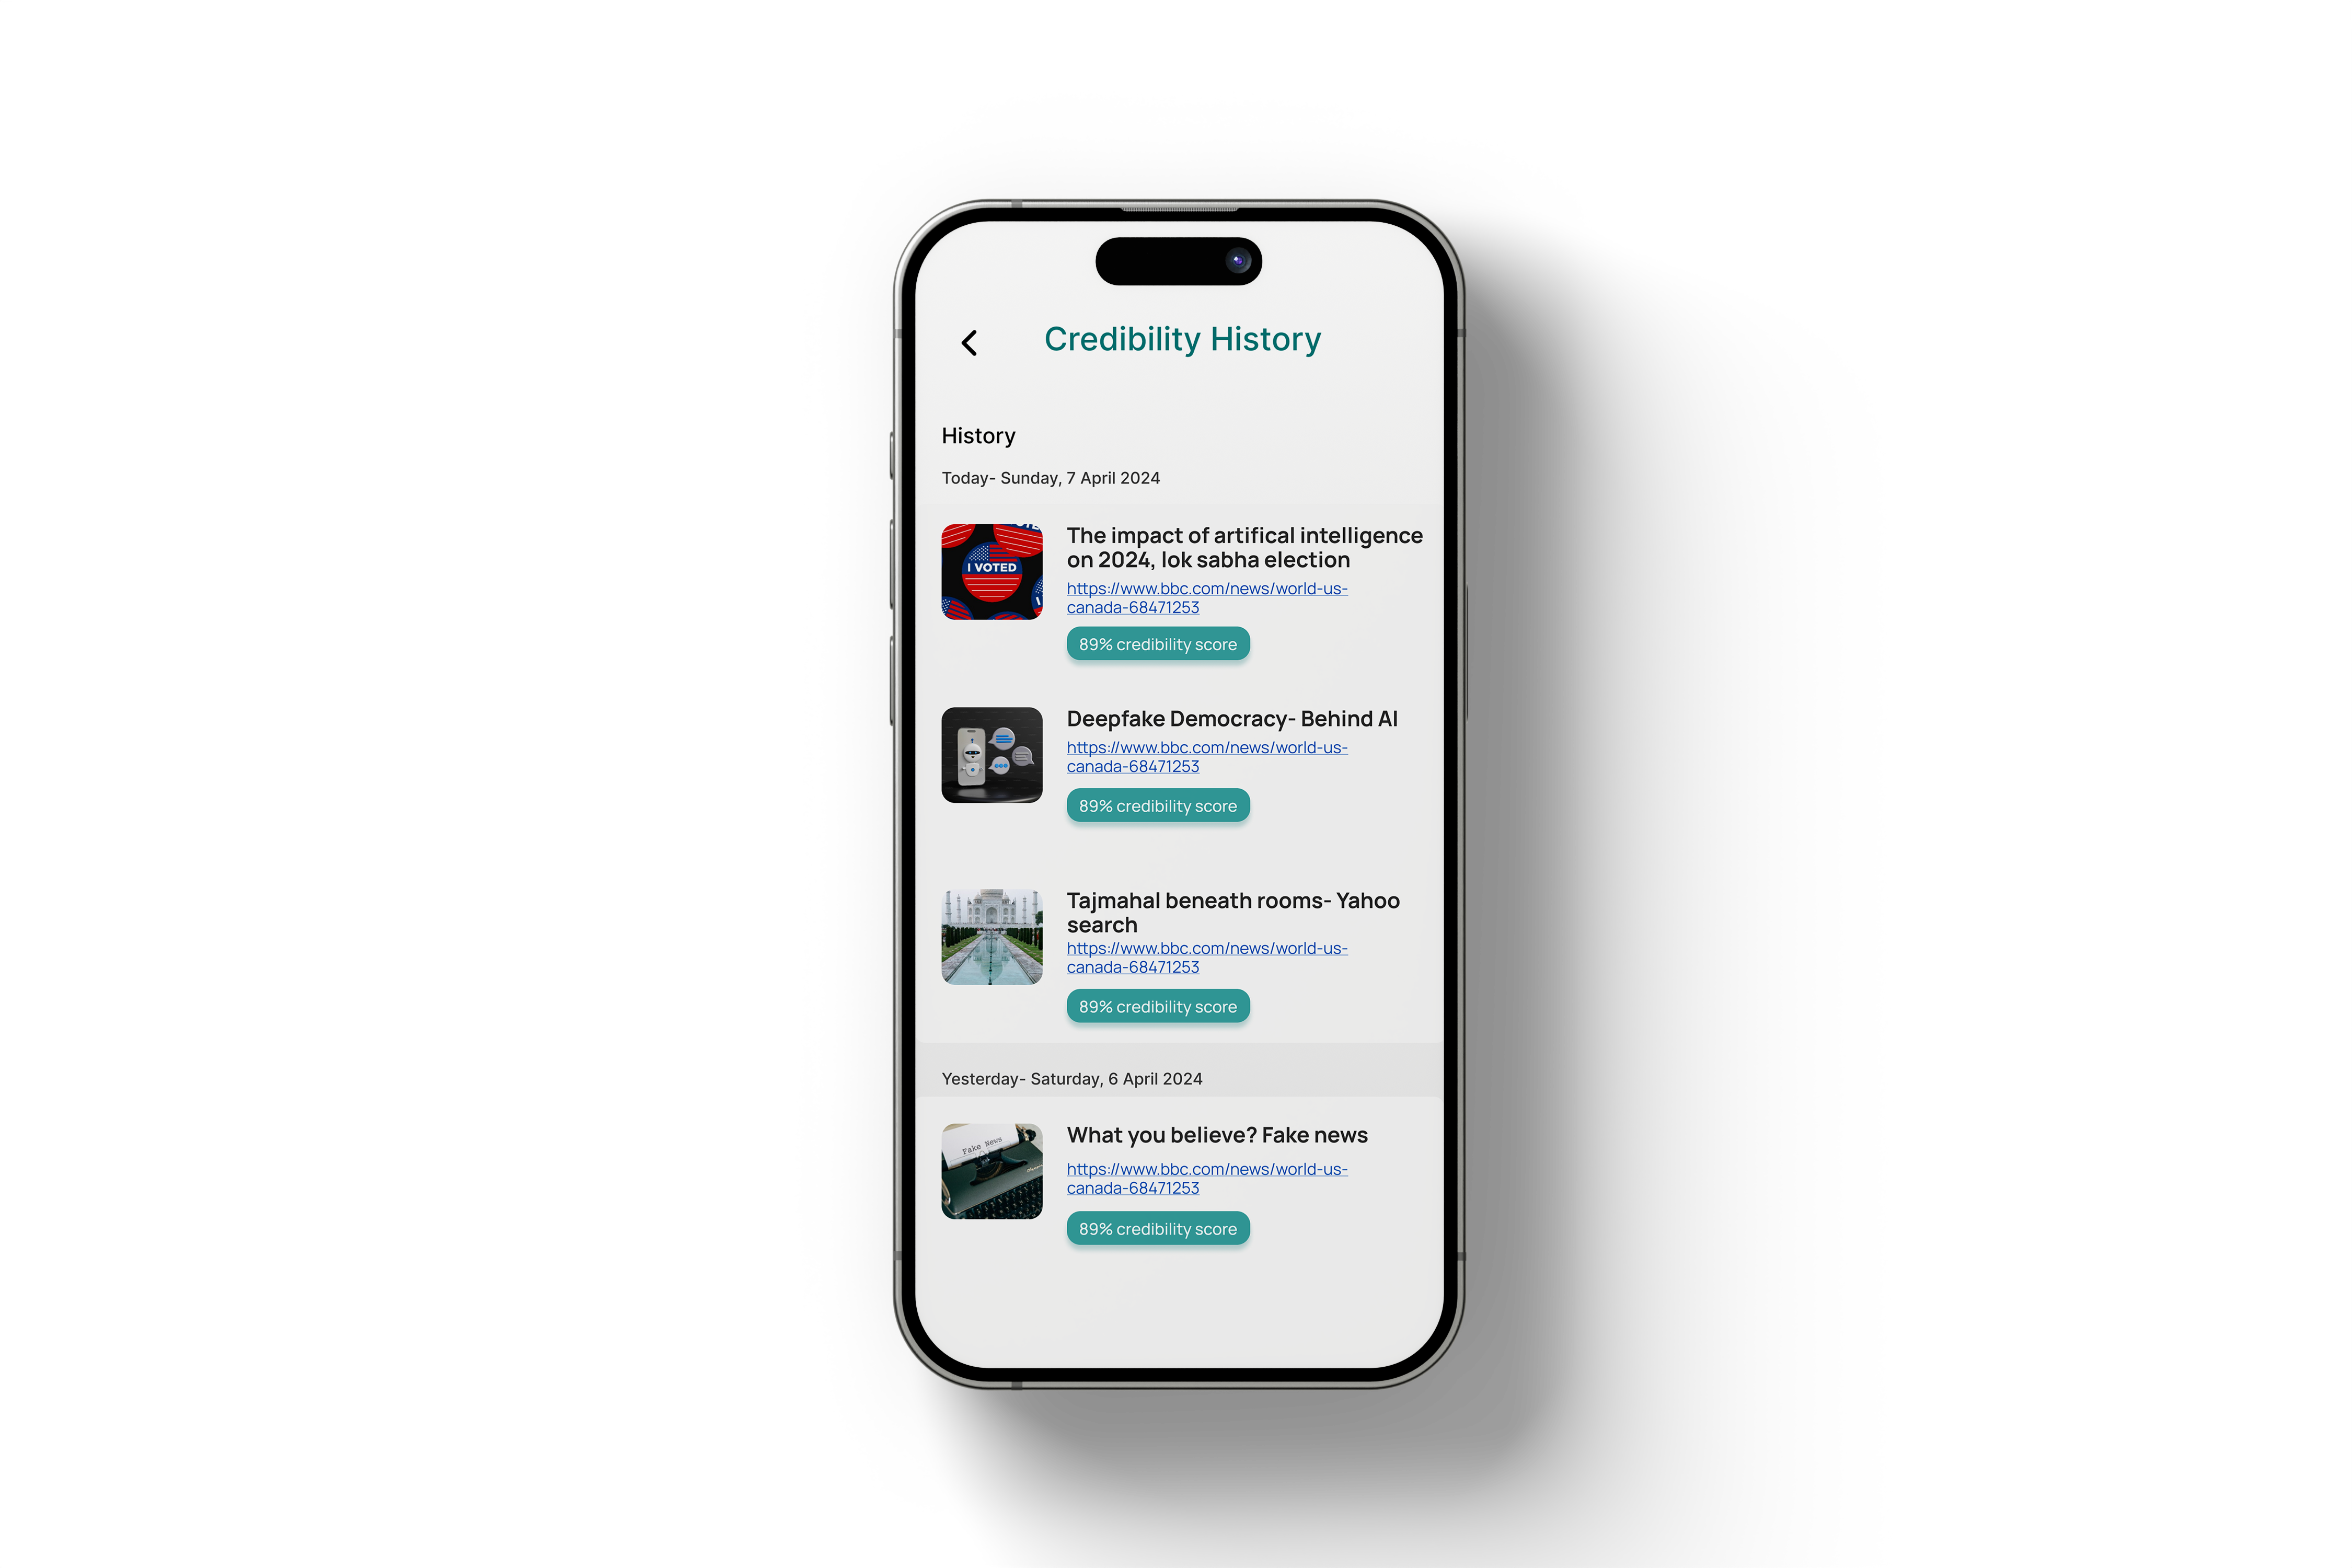 Credibility History
History
Today- Sunday, 7 April 2024
I VOTED
The impact of artifical intelligence
on 2024, lok sabha election
https://www.bbc.com/news/world-us-
canada-68471253
89% credibility score
Deepfake Democracy- Behind AI
https://www.bbc.com/news/world-us-
canada-68471253
89% credibility score
Tajmahal beneath rooms- Yahoo
search
https://www.bbc.com/news/world-us-
canada-68471253
89% credibility score
Yesterday- Saturday, 6 April 2024
Fake News
What you believe? Fake news
https://www.bbc.com/news/world-us-
canada-68471253
89% credibility score